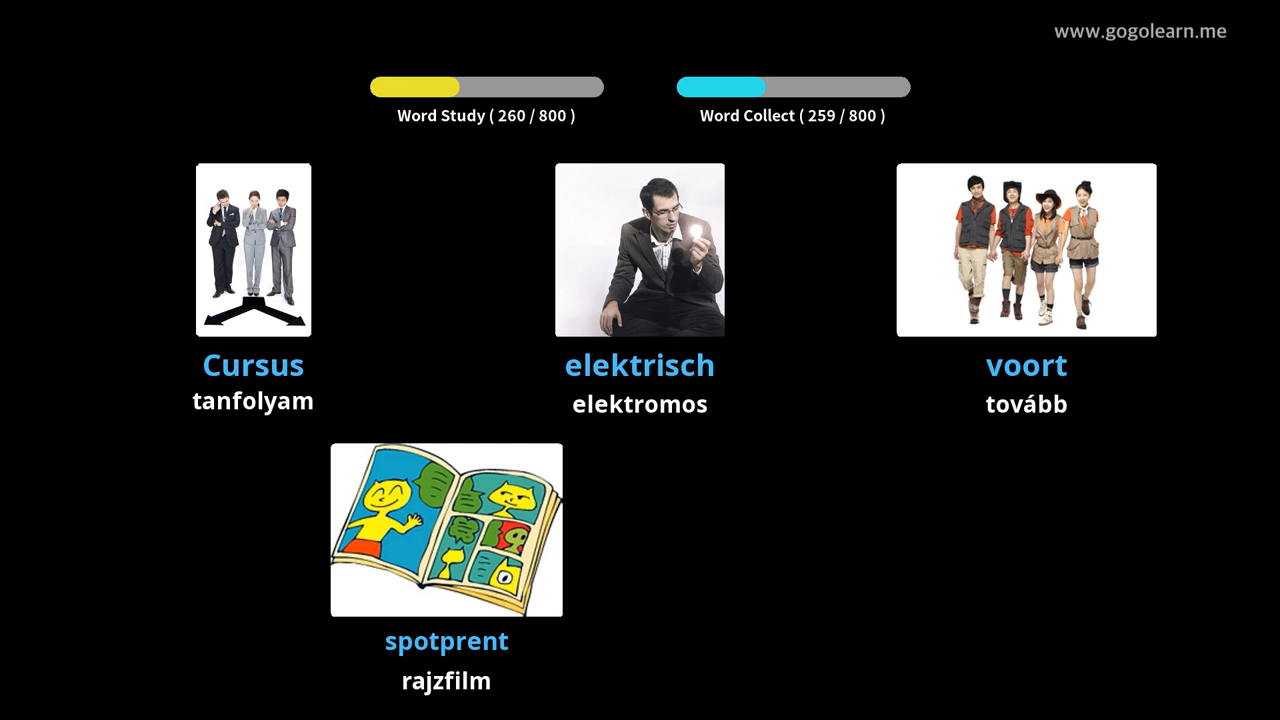 www.gogolearn.me
Word Study ( 260 / 800 )
Word Collect ( 259 / 800 )
Cursus
tanfolyam
elektrisch
elektromos
voort
tovább
spotprent
rajzfilm